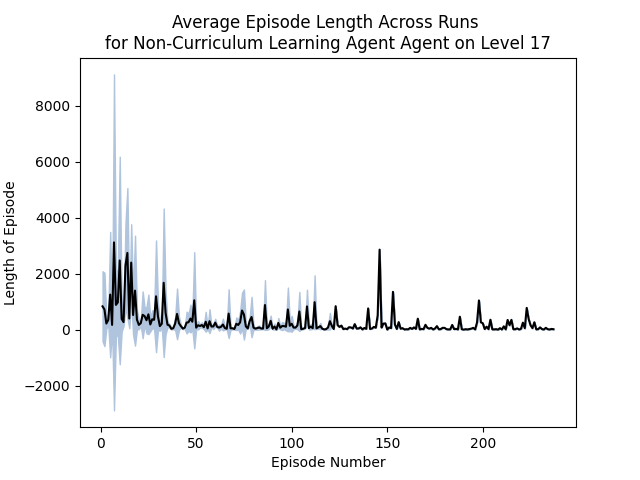 Average Episode Length Across Runs
for Non-Curriculum Learning Agent Agent on Level 17
Length of Episode
8000
6000
4000
2000
0
−2000
0 50 100 150 200
Episode Number